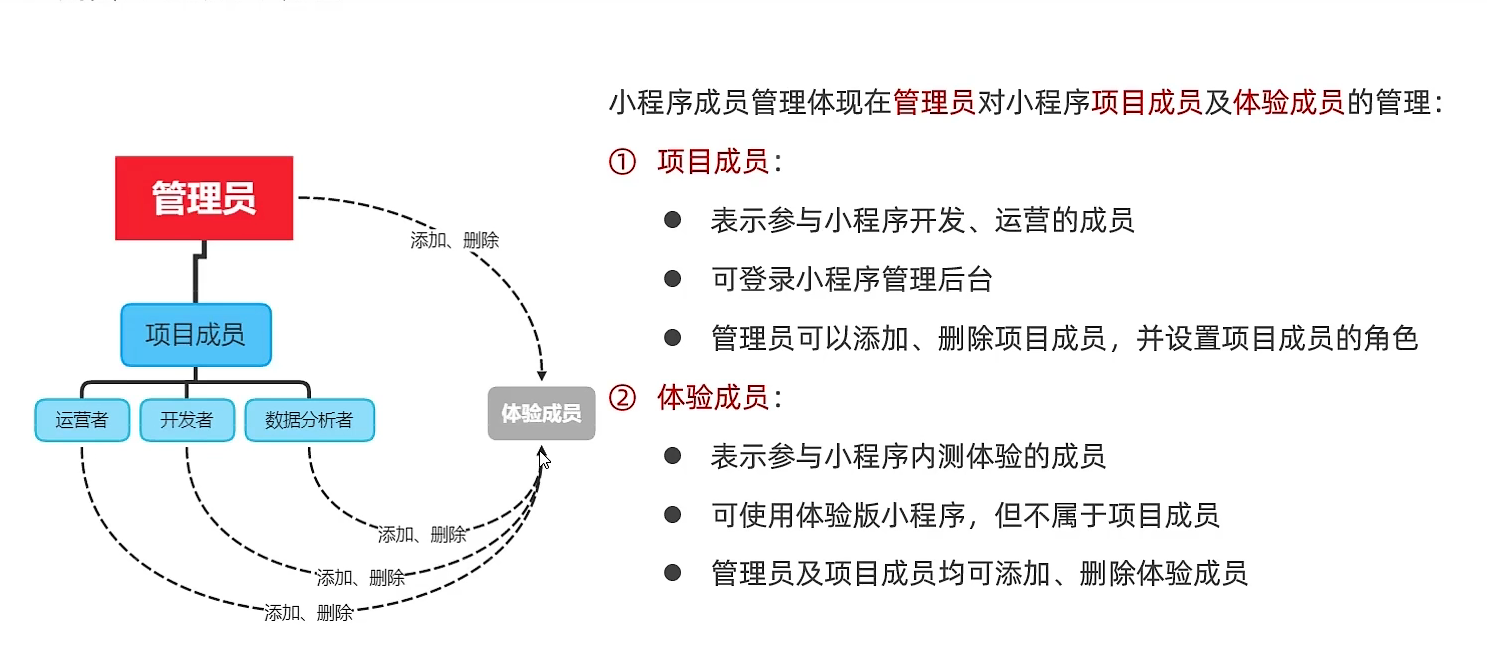 小程序成员管理体现在管理员对小程序项目成员及体验成员的管理：
① 项目成员：
● 表示参与小程序开发、运营的成员
● 可登录小程序管理后台
● 管理员可以添加、删除项目成员，并设置项目成员的角色
② 体验成员：
● 表示参与小程序内测体验的成员
● 可使用体验版小程序，但不属于项目成员
● 管理员及项目成员均可添加、删除体验成员
管理员
添加、删除
项目成员
运营者
开发者
数据分析者
体验成员
添加、删除
添加、删除
添加、删除